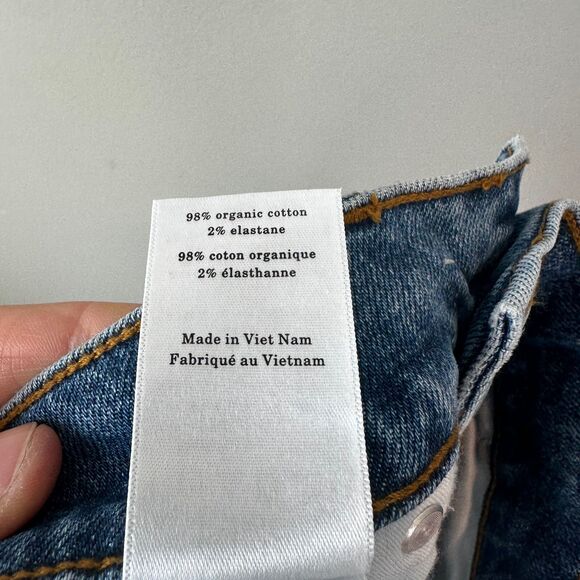 98% organic cotton
2% elastane
98% coton organique
2% élasthanne
Made in Viet Nam
Fabriqué au Vietnam